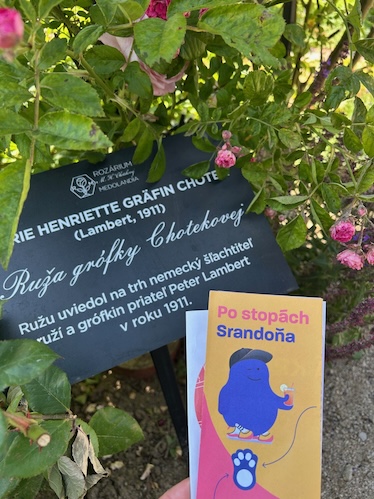 ROZÁRIUM
M. H. Chotekovej
MEDOLANDIA
RIE HENRIETTE GRÄFIN CHOTE
(Lambert, 1911)
Ruža grófky Chotekovej
Ružu uviedol na trh nemecký šľachtiteľ
ruží a grófkin priateľ Peter Lambert
v roku 1911.
Po stopách
Srandoňa